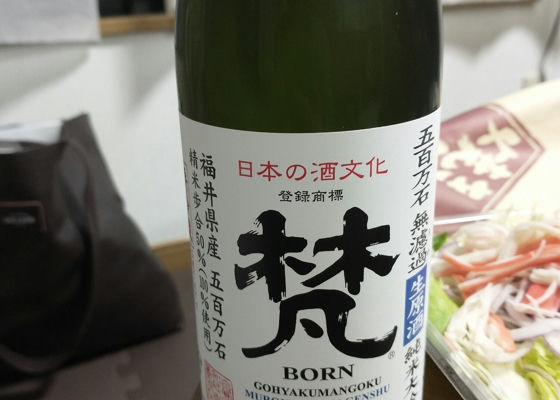 日本の酒文化
登録商標
梵
®
BORN
GOHYAKUMANGOKU
GENSHU
五百万石 無濾過 生原酒 純米大
福井県産 五百万石
精米歩合50%(100%使用)